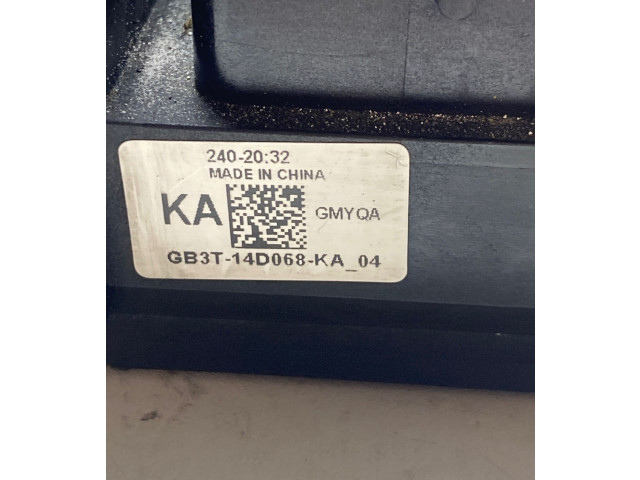 240-20:32
MADE IN CHINA
KA GMYQA
GB3T-14D068-KA_04